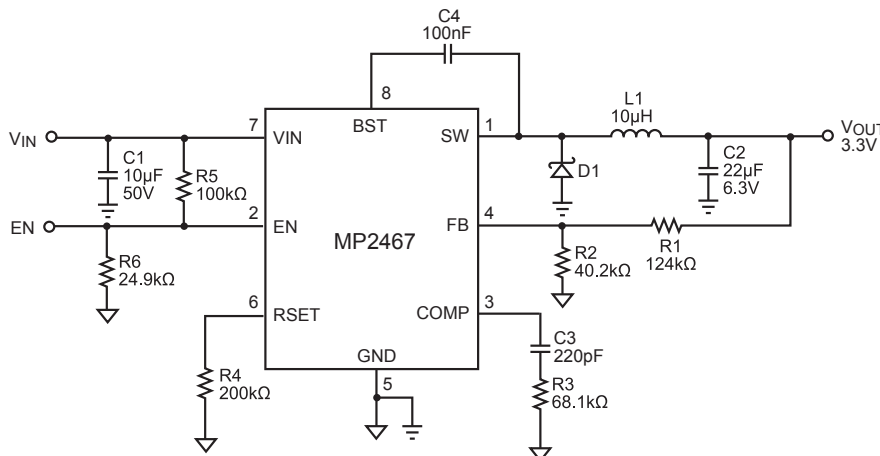 C4
100nF
8
BST
VIN
7
VIN
SW
1
L1
10µH
VOUT
3.3V
C1
10µF
50V
R5
100kΩ
D1
C2
22µF
6.3V
EN
2
EN
MP2467
FB
4
R1
124kΩ
R2
40.2kΩ
R6
24.9kΩ
6
RSET
COMP
3
C3
220pF
R4
200kΩ
GND
5
R3
68.1kΩ